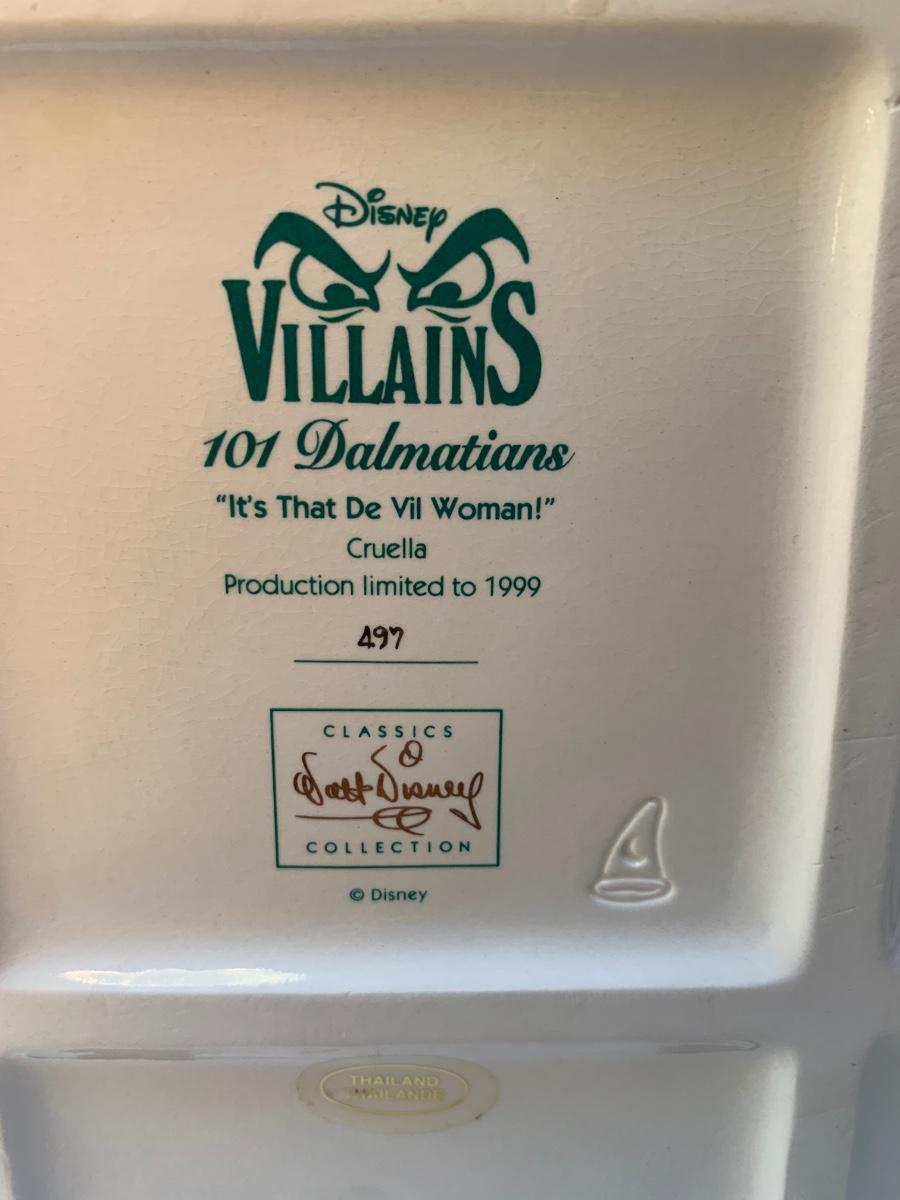 Disney
VILLAINS
101 Dalmatians
“It's That De Vil Woman!”
Cruella
Production limited to 1999
497
CLASSICS
Walt Disney
COLLECTION
© Disney
THAILAND
THAILANDE